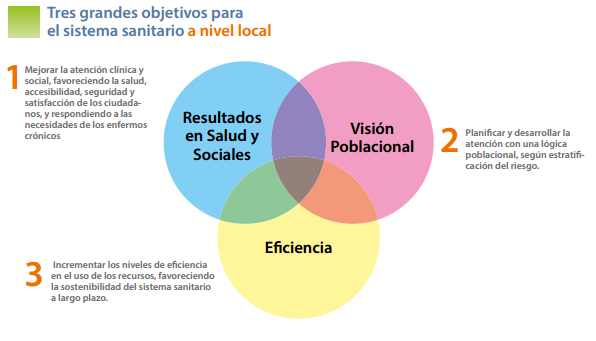 Tres grandes objetivos para
el sistema sanitario a nivel local
1
Mejorar la atención clínica y
social, favoreciendo la salud,
accesibilidad, seguridad y
satisfacción de los ciudada-
nos, y respondiendo a las
necesidades de los enfermos
crónicos
Resultados
en Salud y
Sociales
Visión
Poblacional
2
Planificar y desarrollar la
atención con una lógica
poblacional, según estratifi-
cación del riesgo.
Eficiencia
3
Incrementar los niveles de eficiencia
en el uso de los recursos, favoreciendo
la sostenibilidad del sistema sanitario
a largo plazo.